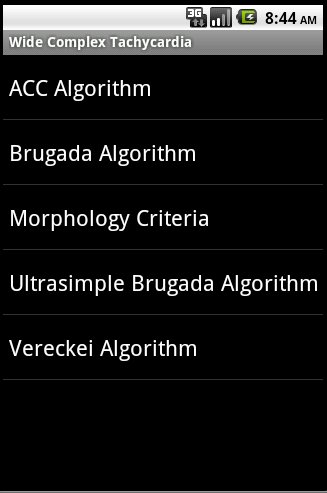 3G 8:44 AM
Wide Complex Tachycardia
ACC Algorithm
Brugada Algorithm
Morphology Criteria
Ultrasimple Brugada Algorithm
Vereckei Algorithm